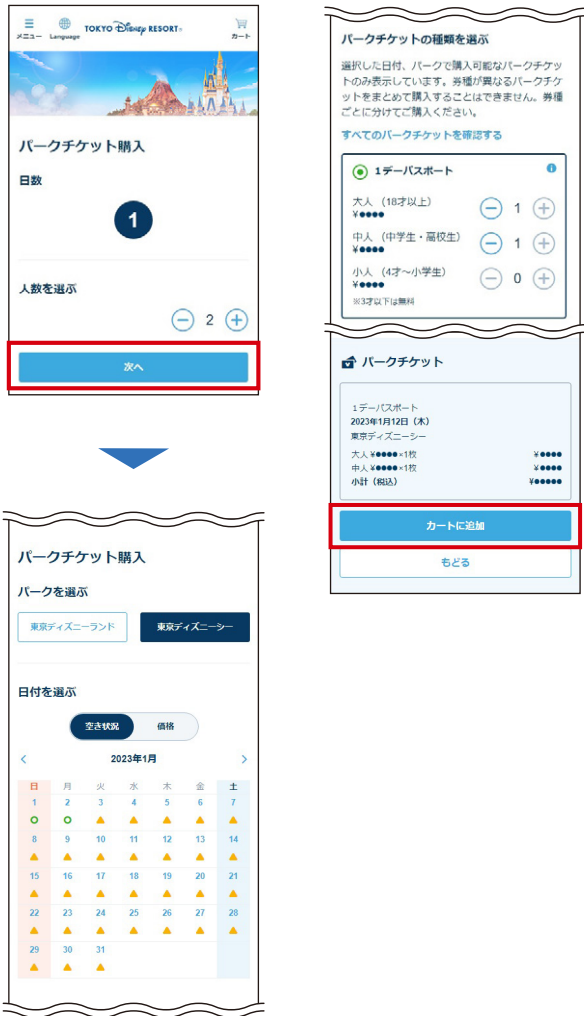 メニュー
Language
TOKYO Disney RESORT
カート
パークチケット購入
日数
1
人数を選ぶ
2
次へ
パークチケット購入
パークを選ぶ
東京ディズニーランド 東京ディズニーシー
日付を選ぶ
空き状況 価格
< 2023年1月 >
日 月 火 水 木 金 土
1 2 3 4 5 6 7
8 9 10 11 12 13 14
15 16 17 18 19 20 21
22 23 24 25 26 27 28
29 30 31
パークチケットの種類を選ぶ
選択した日付、パークで購入可能なパークチケッ
トのみ表示しています。券種が異なるパークチケ
ットをまとめて購入することはできません。券種
ごとに分けてご購入ください。
すべてのパークチケットを確認する
1デーパスポート
大人 (18才以上)
¥●●●●
1
中人 (中学生・高校生)
¥●●●●
1
小人 (4才〜小学生)
¥●●●●
0
※3才以下は無料
パークチケット
1デーパスポート
2023年1月12日(木)
東京ディズニーシー
大人 ¥●●●●×1枚 ¥●●●●
中人 ¥●●●●×1枚 ¥●●●●
小計(税込) ¥●●●●●
カートに追加
もどる